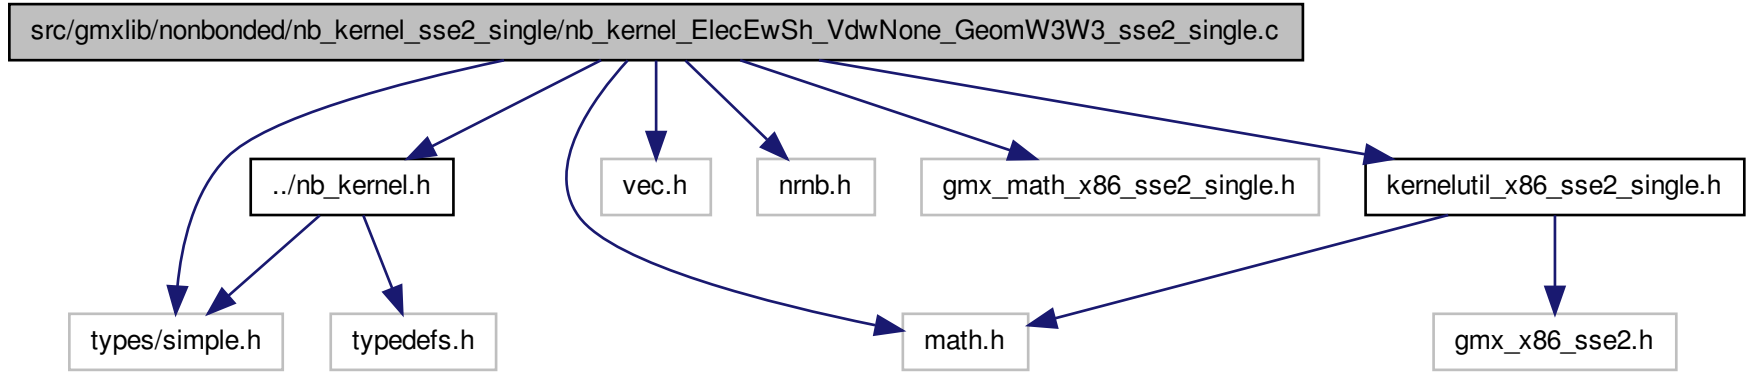 src/gmxlib/nonbonded/nb_kernel_sse2_single/nb_kernel_ElecEwSh_VdwNone_GeomW3W3_sse2_single.c
../nb_kernel.h
vec.h
nrnb.h
gmx_math_x86_sse2_single.h
kernelutil_x86_sse2_single.h
types/simple.h
typedefs.h
math.h
gmx_x86_sse2.h